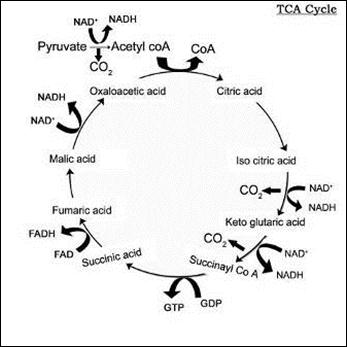 TCA Cycle
NAD⁺ NADH
Pyruvate Acetyl coA CoA
CO₂
Oxaloacetic acid Citric acid
NADH
NAD⁺
Malic acid Iso citric acid
CO₂ NAD⁺
NADH
Fumaric acid Keto glutaric acid
FADH CO₂ NAD⁺
FAD Succinic acid Succinayl Co A NADH
GTP GDP